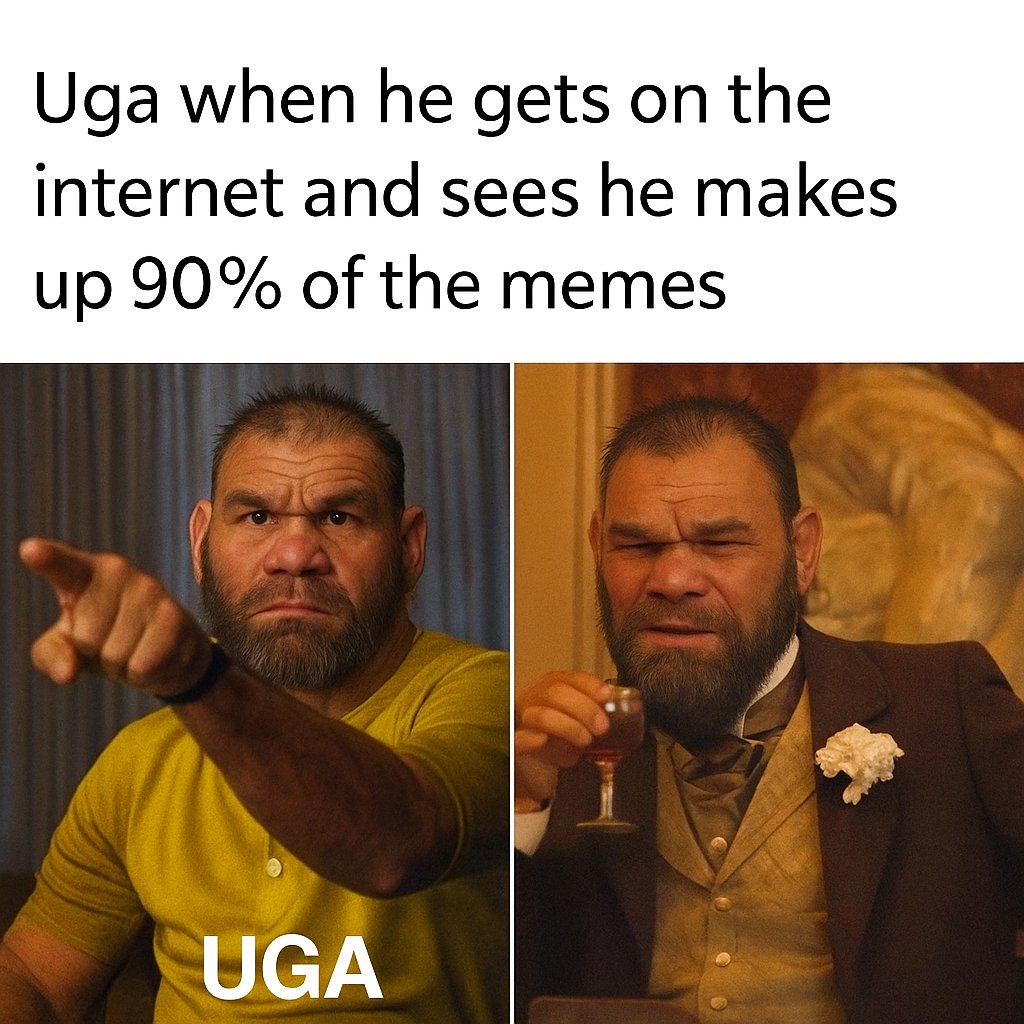 Uga when he gets on the
internet and sees he makes
up 90% of the memes
UGA